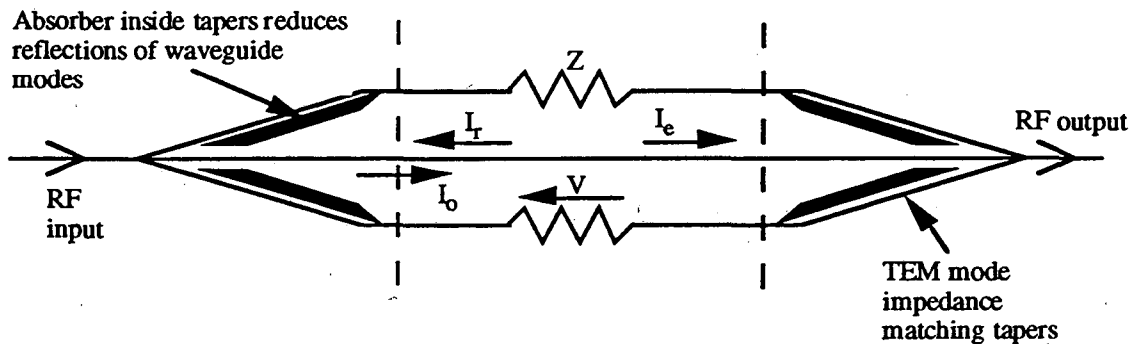 Absorber inside tapers reduces
reflections of waveguide
modes
Z
I_r
I_e
RF output
RF
input
I_o
V
TEM mode
impedance
matching tapers